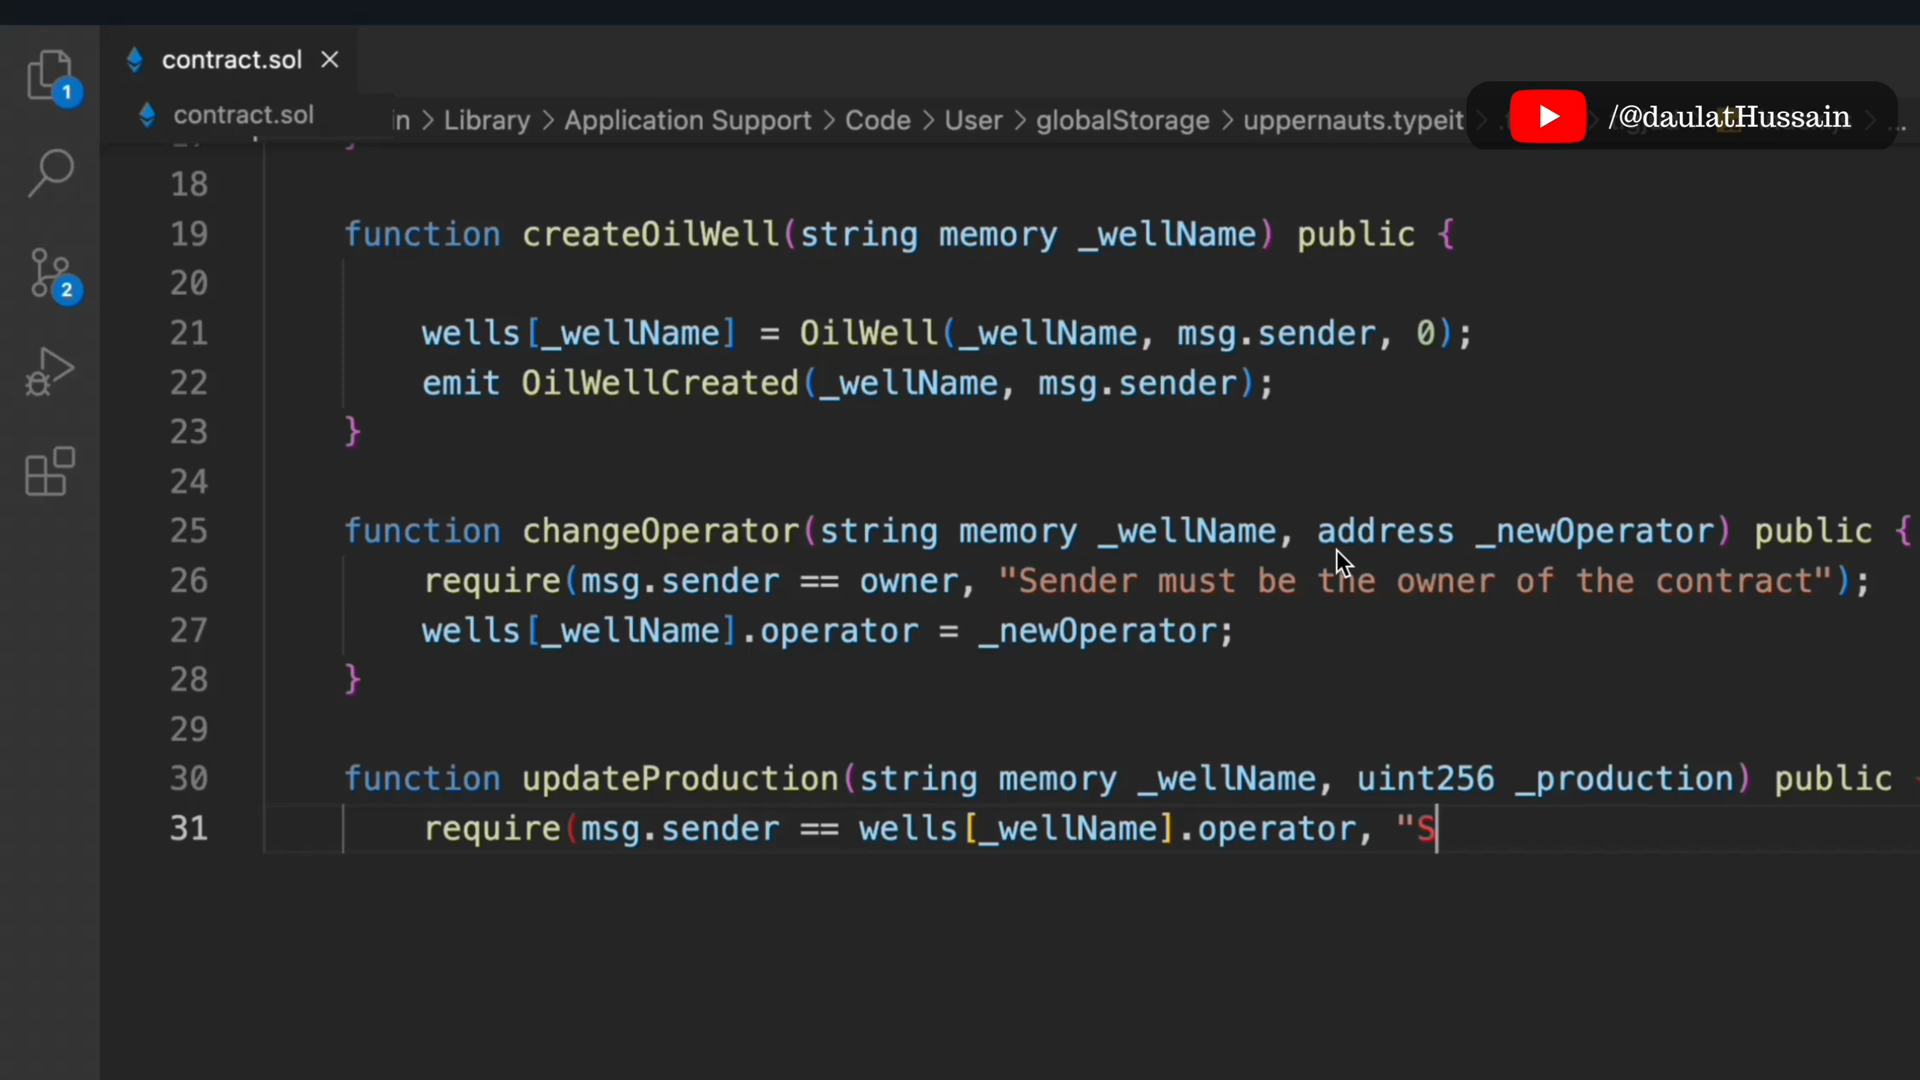 contract.sol
contract.sol
in > Library > Application Support > Code > User > globalStorage > uppernauts.typeit
/@daulatHussain
1
2
18
19 function createOilWell(string memory _wellName) public {
20
21 wells[_wellName] = OilWell(_wellName, msg.sender, 0);
22 emit OilWellCreated(_wellName, msg.sender);
23 }
24
25 function changeOperator(string memory _wellName, address _newOperator) public {
26 require(msg.sender == owner, "Sender must be the owner of the contract");
27 wells[_wellName].operator = _newOperator;
28 }
29
30 function updateProduction(string memory _wellName, uint256 _production) public
31 require(msg.sender == wells[_wellName].operator, "S